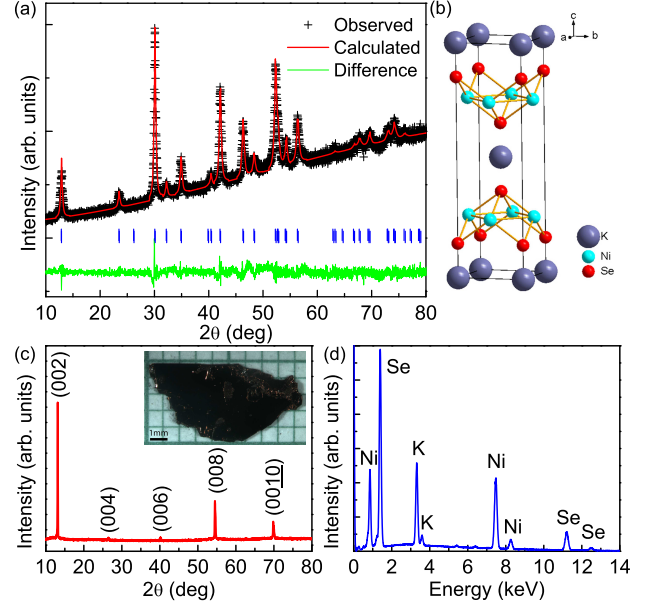 (a)
Observed
Calculated
Difference
Intensity (arb. units)
10 20 30 40 50 60 70 80
2θ (deg)
(b)
c
a b
K
Ni
Se
(c)
(002)
(004)
(006)
(008)
(0010)
1mm
Intensity (arb. units)
10 20 30 40 50 60 70 80
2θ (deg)
(d)
Ni
Se
K
K
Ni
Ni
Se
Se
Intensity (arb. units)
0 2 4 6 8 10 12 14
Energy (keV)